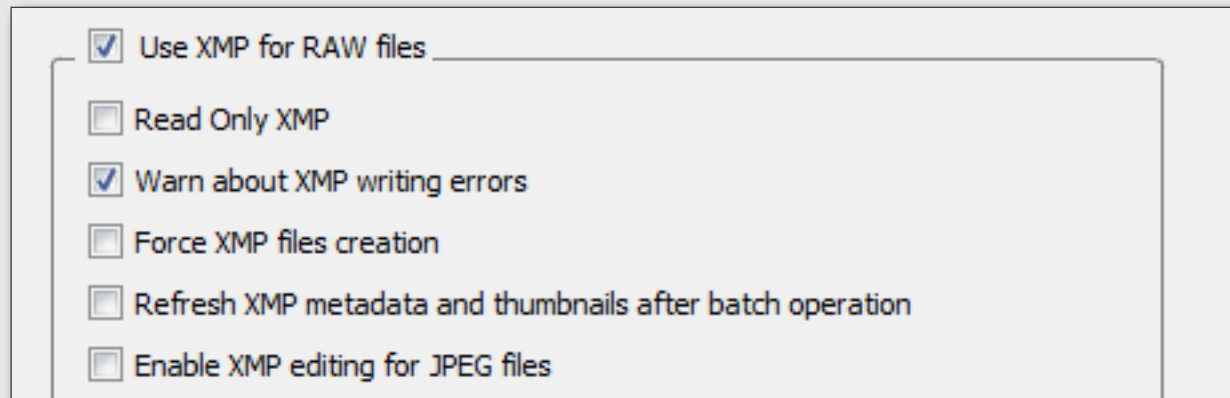 Use XMP for RAW files
Read Only XMP
Warn about XMP writing errors
Force XMP files creation
Refresh XMP metadata and thumbnails after batch operation
Enable XMP editing for JPEG files